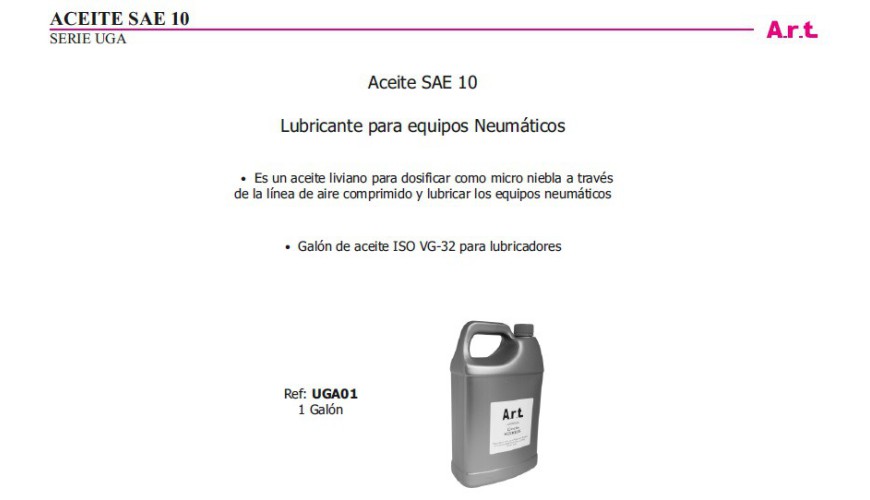 ACEITE SAE 10
SERIE UGA
A.r.t.
Aceite SAE 10
Lubricante para equipos Neumáticos
• Es un aceite liviano para dosificar como micro niebla a través
de la línea de aire comprimido y lubricar los equipos neumáticos
• Galón de aceite ISO VG-32 para lubricadores
Ref: UGA01
1 Galón
A.r.t.